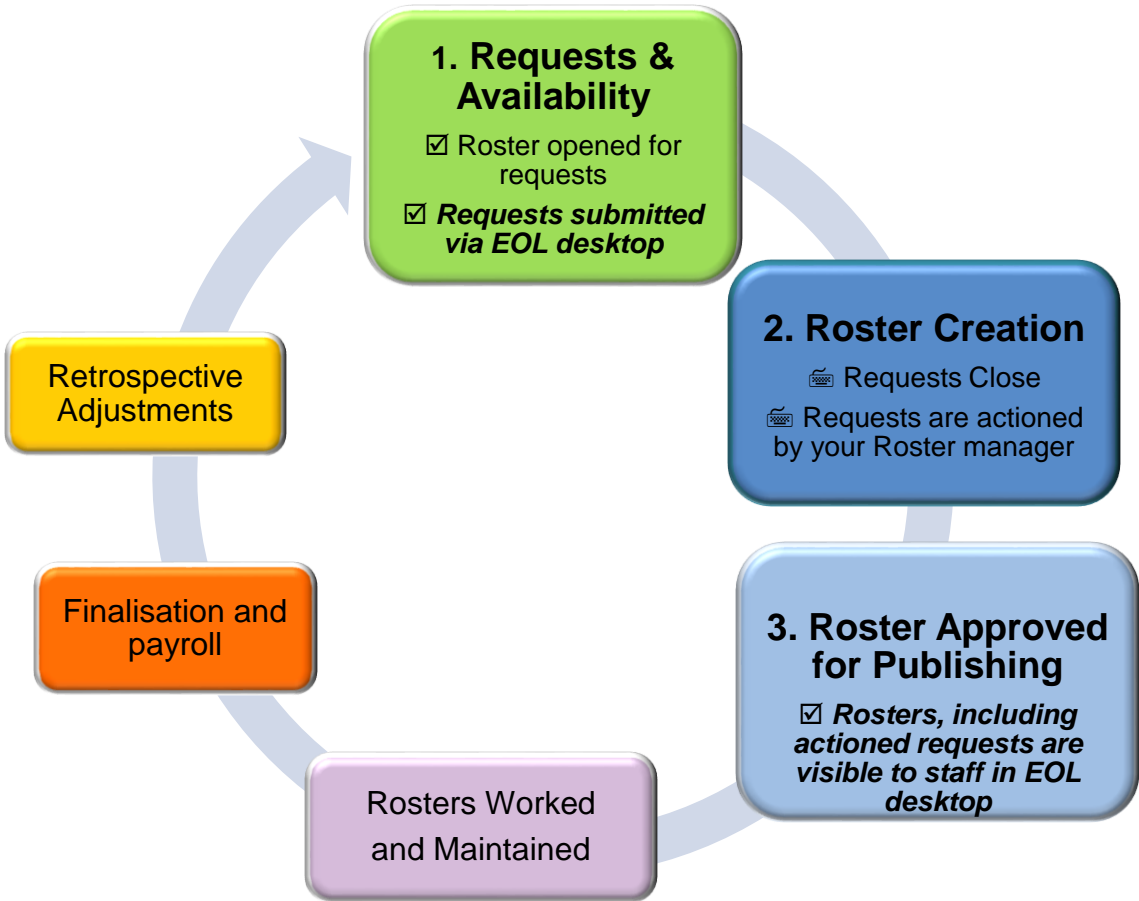 1. Requests &
Availability
☑ Roster opened for
requests
☑ Requests submitted
via EOL desktop
2. Roster Creation
⌨ Requests Close
⌨ Requests are actioned
by your Roster manager
3. Roster Approved
for Publishing
☑ Rosters, including
actioned requests are
visible to staff in EOL
desktop
Rosters Worked
and Maintained
Finalisation and
payroll
Retrospective
Adjustments